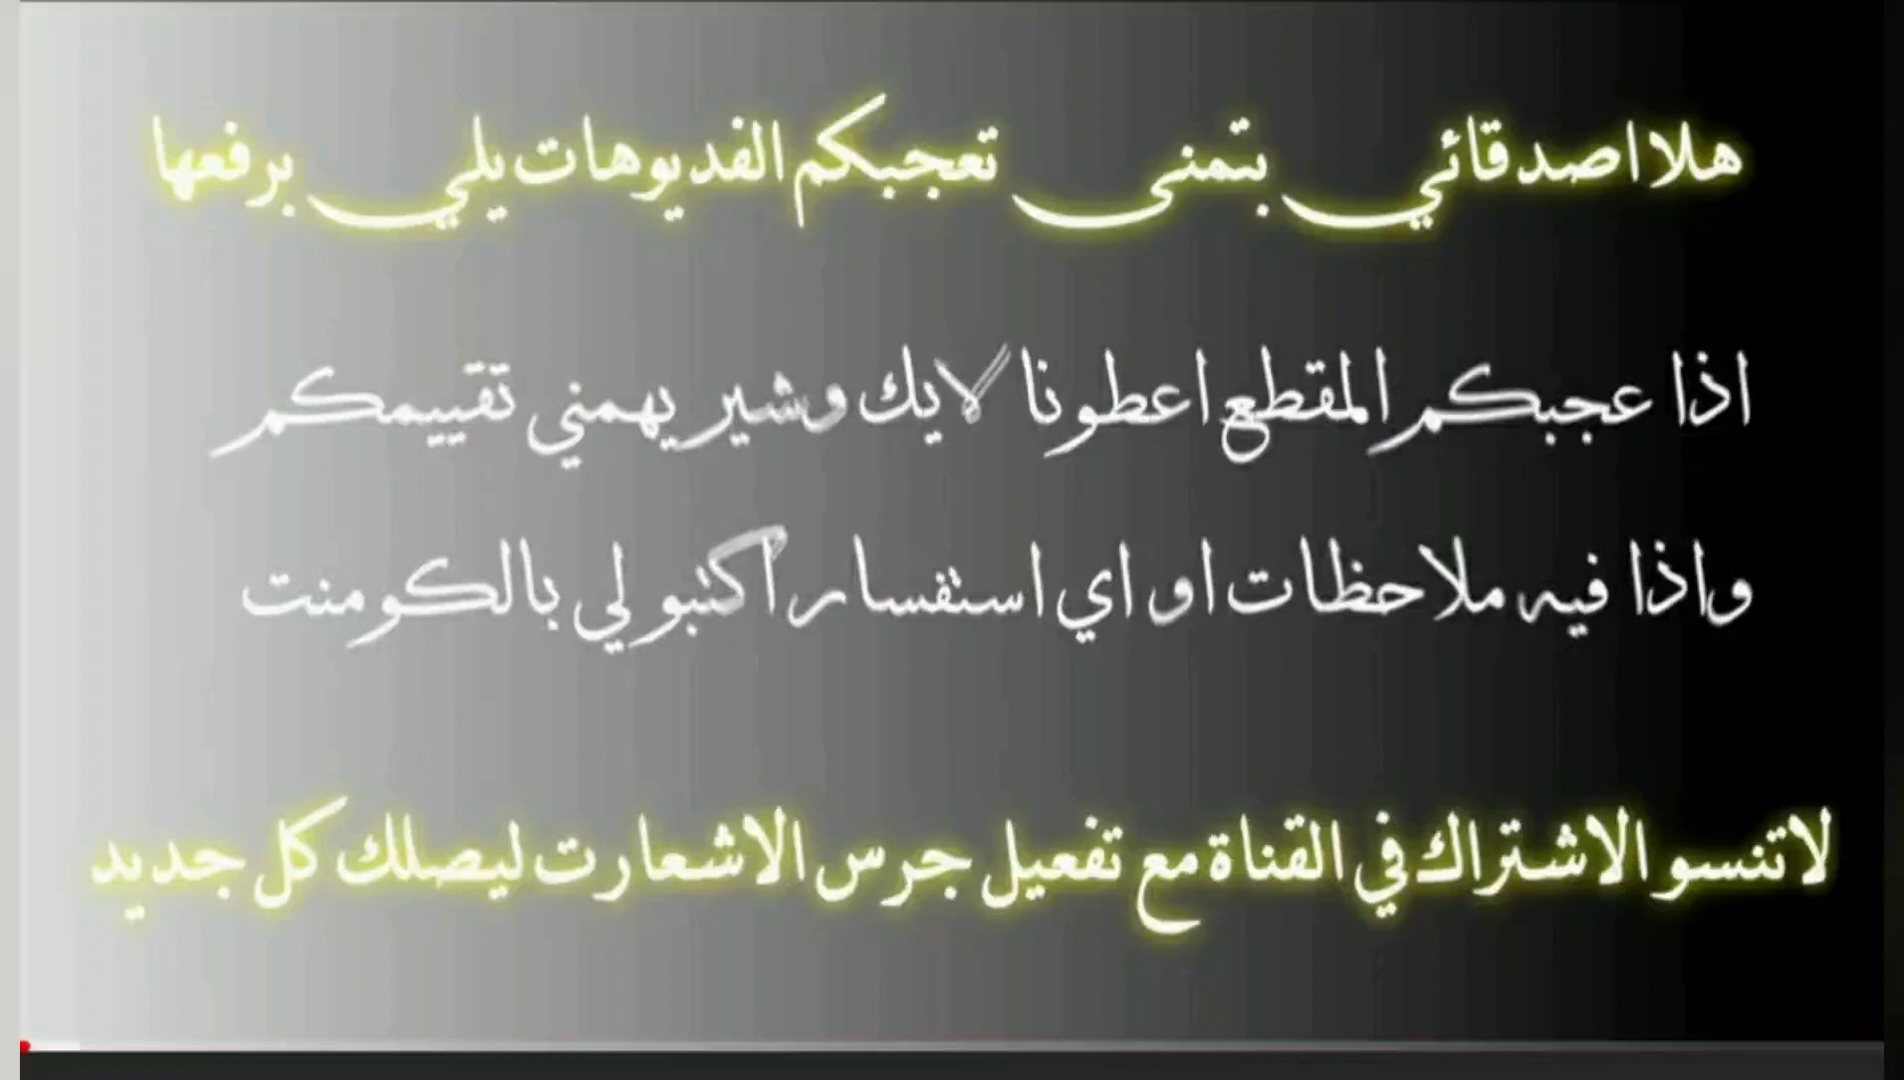 هلا اصدقائي بتمنى تعجبكم الفديوهات يلي برفعها
اذا عجبكم المقطع اعطونا لايك وشير يهمني تقييمكم
واذا فيه ملاحظات او اي استفسار اكتبو لي بالكومنت
لاتنسو الاشتراك في القناة مع تفعيل جرس الاشعارت ليصلك كل جديد